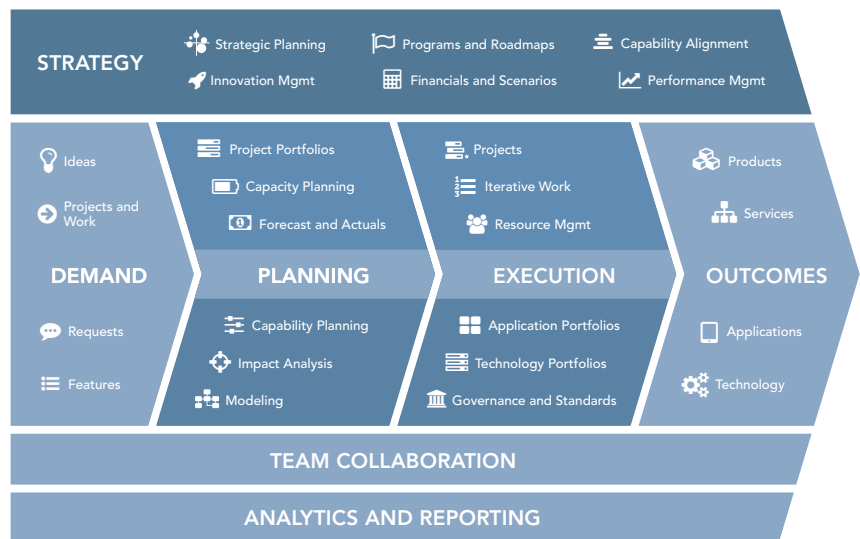 STRATEGY
Strategic Planning
Programs and Roadmaps
Capability Alignment
Innovation Mgmt
Financials and Scenarios
Performance Mgmt
Ideas
Projects and
Work
DEMAND
Requests
Features
Project Portfolios
Capacity Planning
Forecast and Actuals
PLANNING
Capability Planning
Impact Analysis
Modeling
Projects
1
2
3
Iterative Work
Resource Mgmt
EXECUTION
Application Portfolios
Technology Portfolios
Governance and Standards
Products
Services
OUTCOMES
Applications
Technology
TEAM COLLABORATION
ANALYTICS AND REPORTING